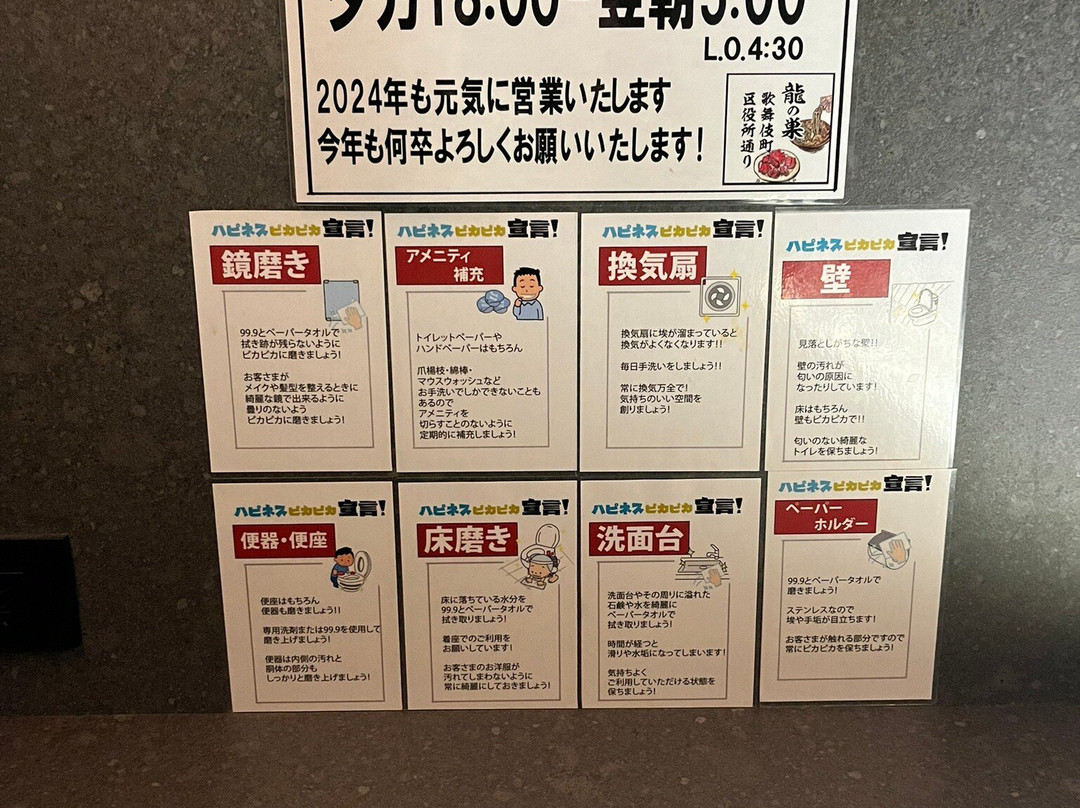 夕方18:00－翌朝5:00
L.O.4:30
2024年も元気に営業いたします
今年も何卒よろしくお願いいたします！
龍の巣
歌舞伎町
区役所通り
ハピネスピカピカ宣言！
鏡磨き
99.9とペーパータオルで
拭き跡が残らないように
ピカピカに磨きましょう！
お客さまが
メイクや髪型を整えるときに
綺麗な鏡で出来るように
曇りのないよう
ピカピカに磨きましょう！
ハピネスピカピカ宣言！
アメニティ
補充
トイレットペーパーや
ハンドペーパーはもちろん
爪楊枝・綿棒・
マウスウォッシュなど
お手洗いでしかできないことも
あるので
アメニティを
切らすことのないように
定期的に補充しましょう！
ハピネスピカピカ宣言！
換気扇
換気扇に埃が溜まっていると
換気がよくなくなります！！
毎日手洗いをしましょう！！
常に換気万全で！
気持ちのいい空間を
創りましょう！
ハピネスピカピカ宣言！
壁
見落としがちな壁！！
壁の汚れが
匂いの原因に
なったりしています！
床はもちろん
壁もピカピカで！！
匂いのない綺麗な
トイレを保ちましょう！
ハピネスピカピカ宣言！
便器・便座
便座はもちろん
便器も磨きましょう！！
専用洗剤または99.9を使用して
磨き上げましょう！
便器は内側の汚れと
胴体の部分も
しっかりと磨き上げましょう！
ハピネスピカピカ宣言！
床磨き
床に落ちている水分を
99.9とペーパータオルで
拭き取りましょう！
着座でのご利用を
お願いしています！
お客さまのお洋服が
汚れてしまわないように
常に綺麗にしておきましょう！
ハピネスピカピカ宣言！
洗面台
洗面台やその周りに溢れた
石鹸や水を綺麗に
ペーパータオルで
拭き取りましょう！
時間が経つと
滑りや水垢になってしまいます！
気持ちよく
ご利用していただける状態を
保ちましょう！
ハピネスピカピカ宣言！
ペーパー
ホルダー
99.9とペーパータオルで
磨きましょう！
ステンレスなので
埃や手垢が目立ちます！
お客さまが触れる部分ですので
常にピカピカを保ちましょう！